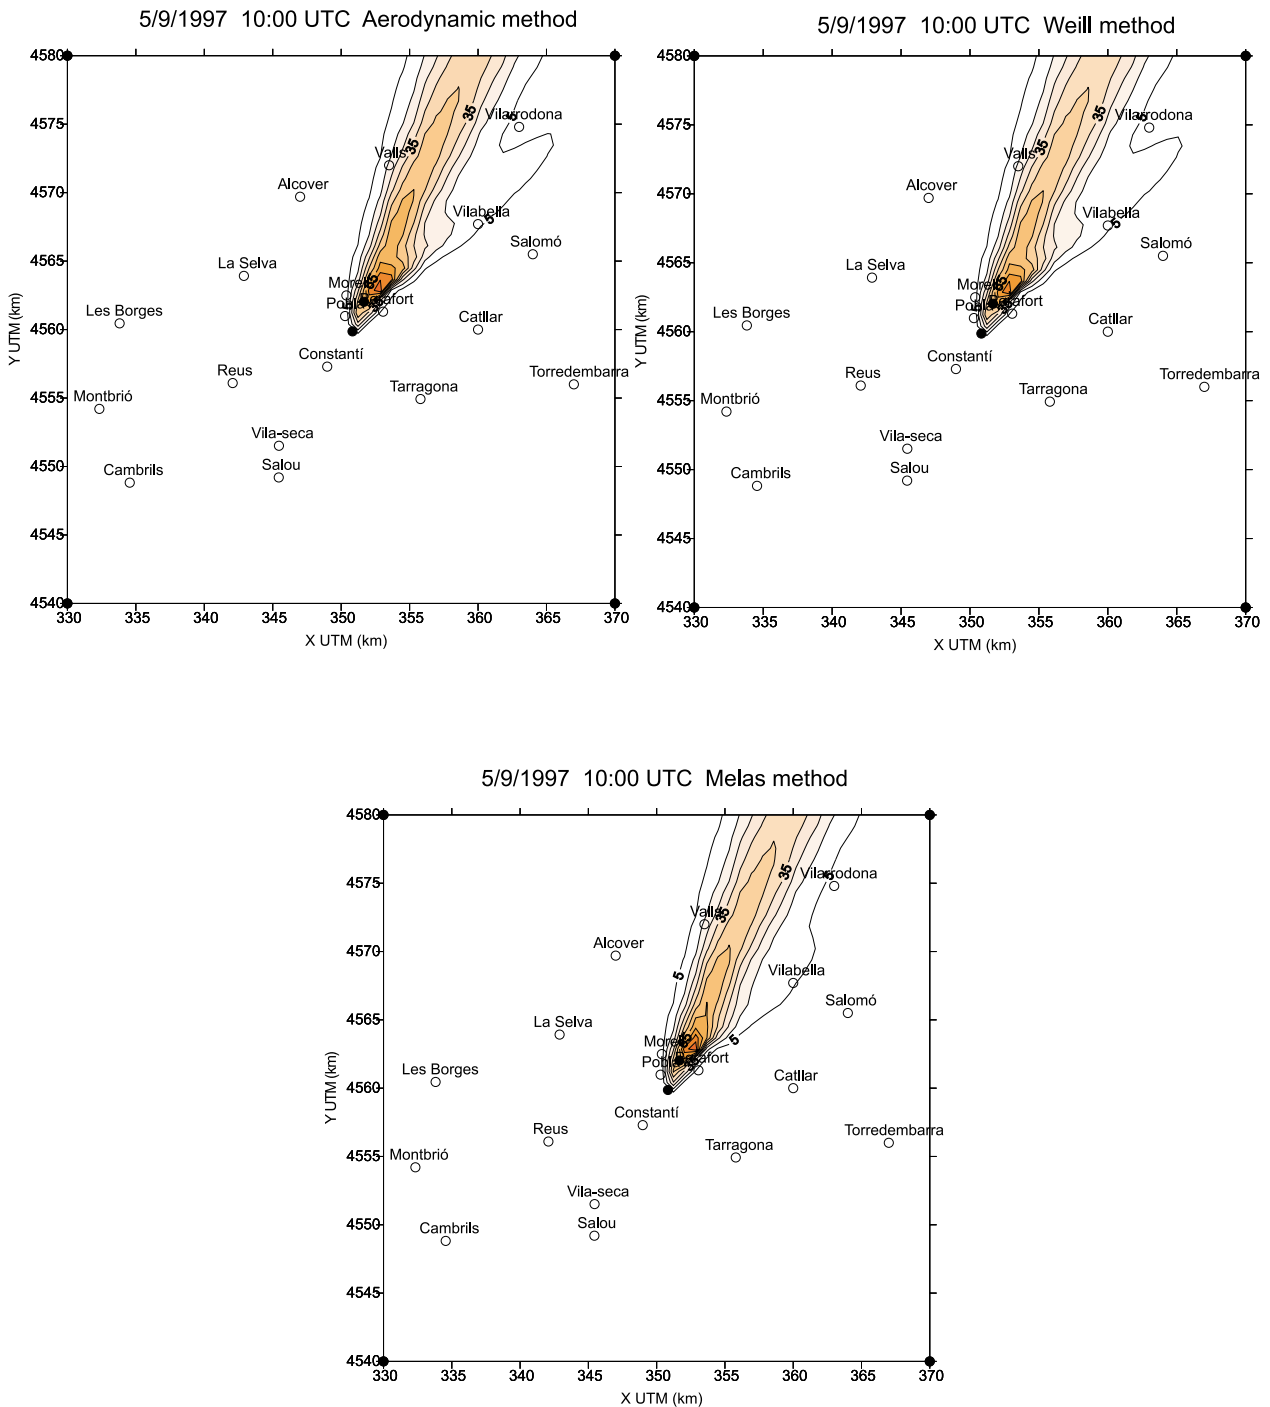 5/9/1997 10:00 UTC Aerodynamic method
4580
4575
4570
4565
4560
4555
4550
4545
4540
Y UTM (km)
330 335 340 345 350 355 360 365 370
X UTM (km)
Vilarrodona
Valls
Alcover
Vilabella
Salomó
La Selva
Morell
Les Borges
Catllar
Constantí
Reus
Torredembarra
Montbrió
Tarragona
Vila-seca
Salou
Cambrils
35
35
5
5
5/9/1997 10:00 UTC Weill method
4580
4575
4570
4565
4560
4555
4550
4545
4540
Y UTM (km)
330 335 340 345 350 355 360 365 370
X UTM (km)
Vilarrodona
Valls
Alcover
Vilabella
Salomó
La Selva
Les Borges
Catllar
Constantí
Reus
Torredembarra
Montbrió
Tarragona
Vila-seca
Salou
Cambrils
35
35
5
5
5/9/1997 10:00 UTC Melas method
4580
4575
4570
4565
4560
4555
4550
4545
4540
Y UTM (km)
330 335 340 345 350 355 360 365 370
X UTM (km)
Vilarrodona
Valls
Alcover
Vilabella
Salomó
La Selva
Les Borges
Catllar
Constantí
Reus
Torredembarra
Montbrió
Tarragona
Vila-seca
Salou
Cambrils
35
35
5
5
5